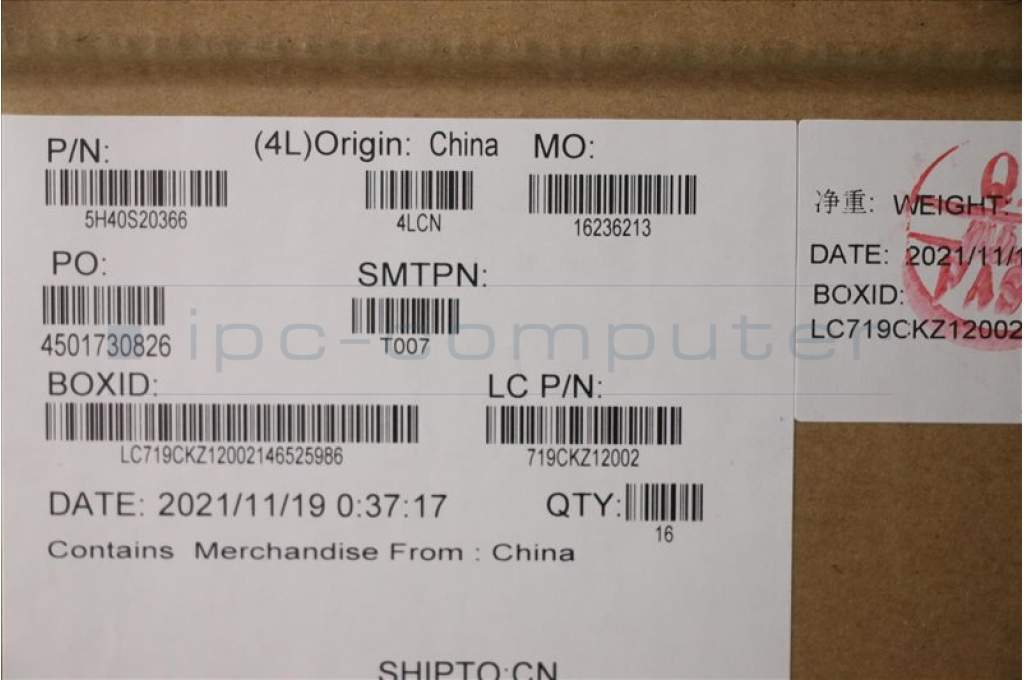 P/N: (4L)Origin: China MO:
5H40S20366 4LCN 16236213
PO: SMTPN:
4501730826 T007
BOXID: LC P/N:
LC719CKZ12002146525986 719CKZ12002
DATE: 2021/11/19 0:37:17 QTY:
16
Contains Merchandise From : China
SHIPTO:CN
净重: WEIGHT:
DATE: 2021/11/1
BOXID:
LC719CKZ12002
ipc-computer